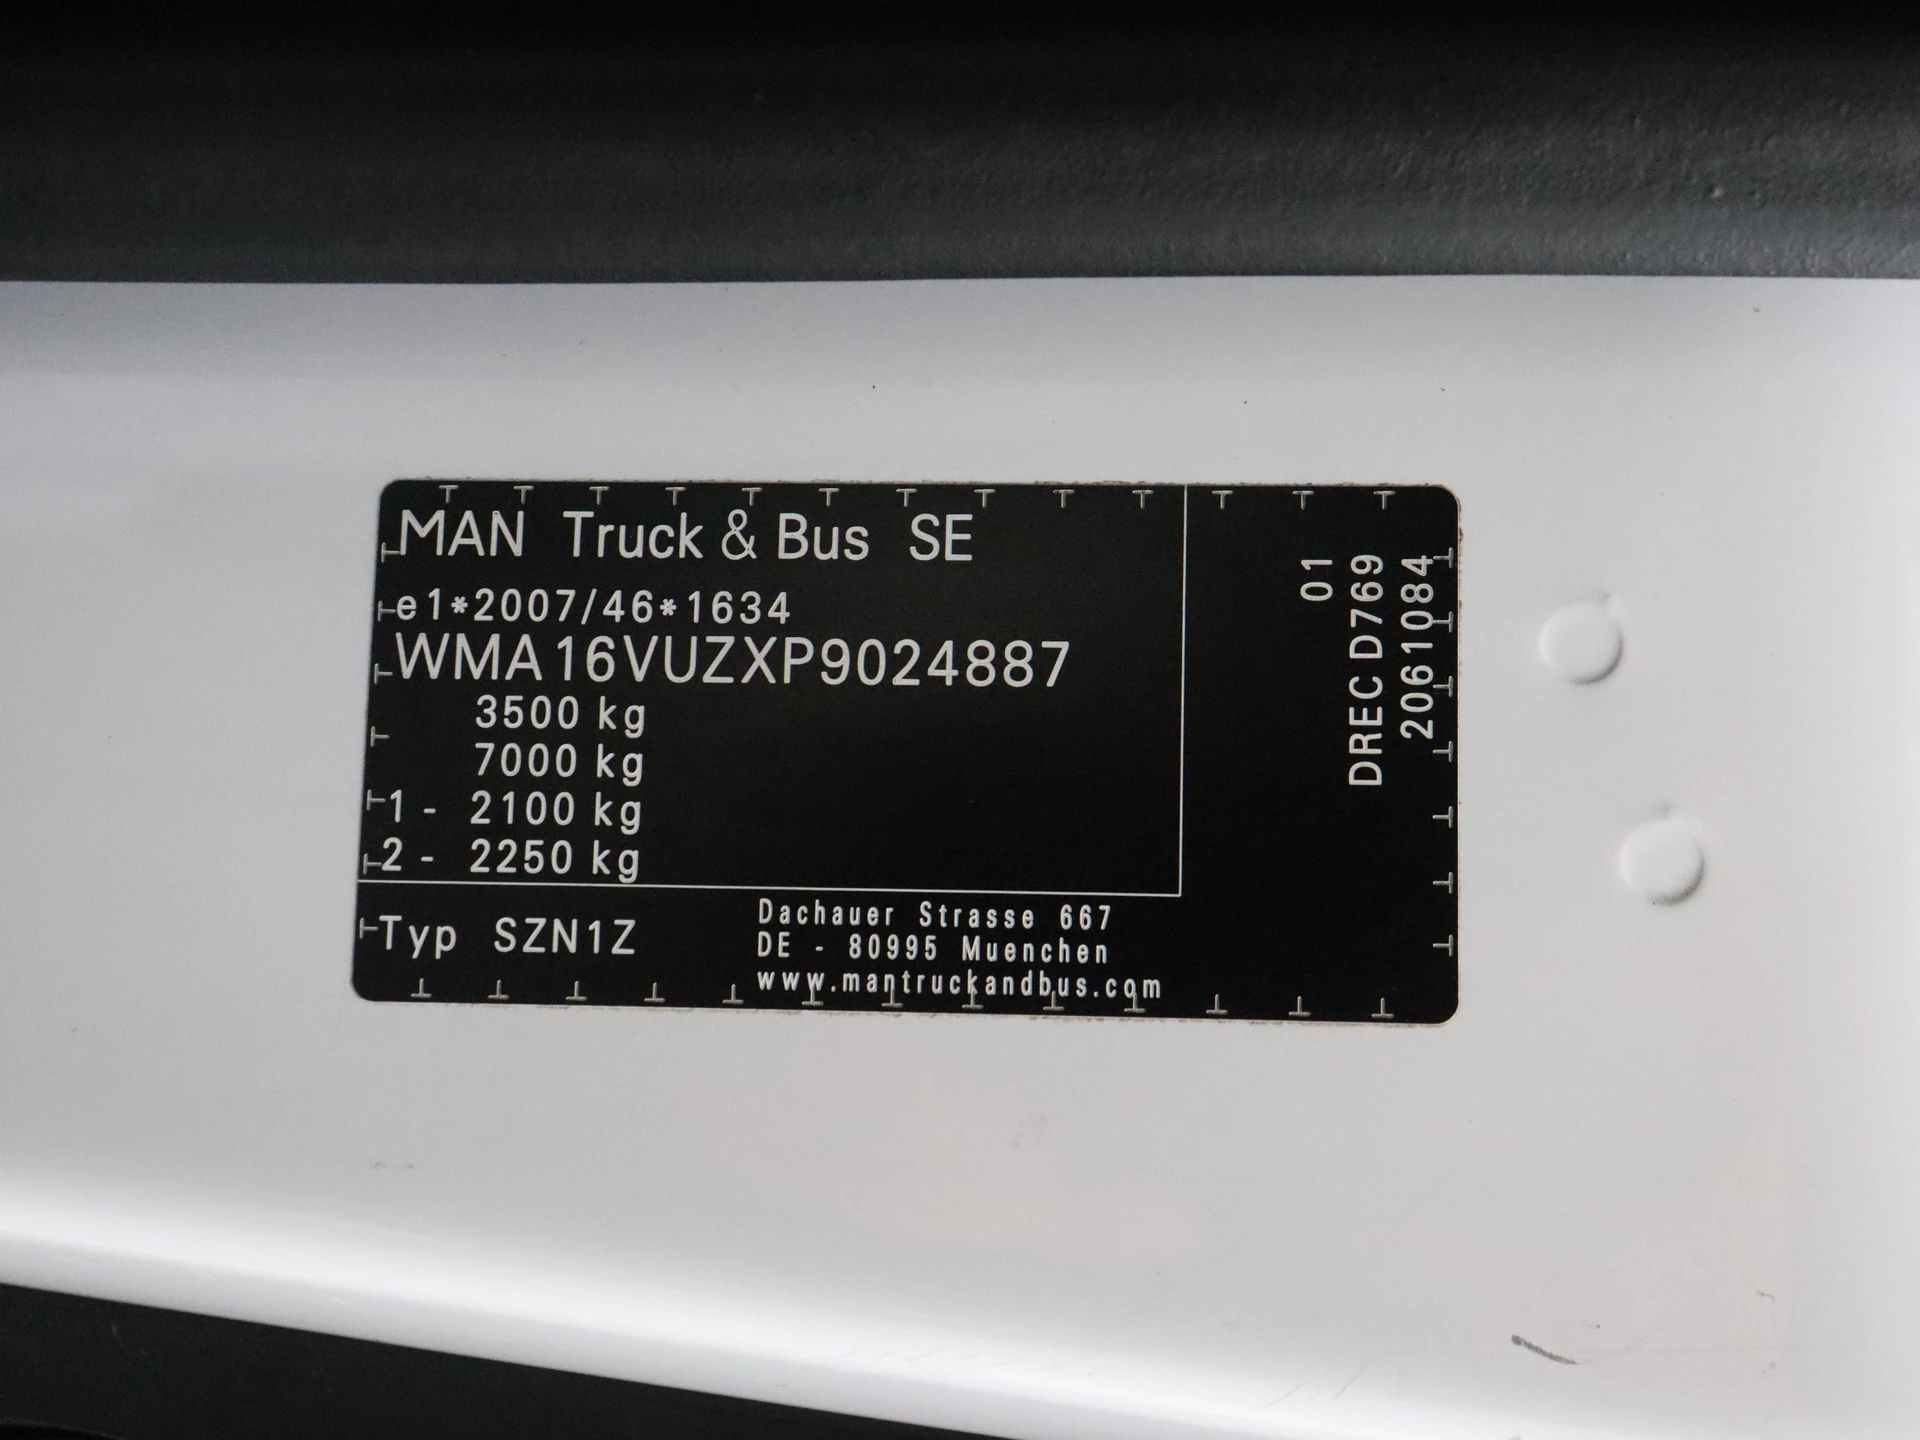 MAN Truck & Bus SE
e1*2007/46*1634
WMA16VUZXP9024887
3500 kg
7000 kg
1 - 2100 kg
2 - 2250 kg
Typ SZN1Z
Dachauer Strasse 667
DE - 80995 Muenchen
www.mantruckandbus.com
01
DREC D769
2061084